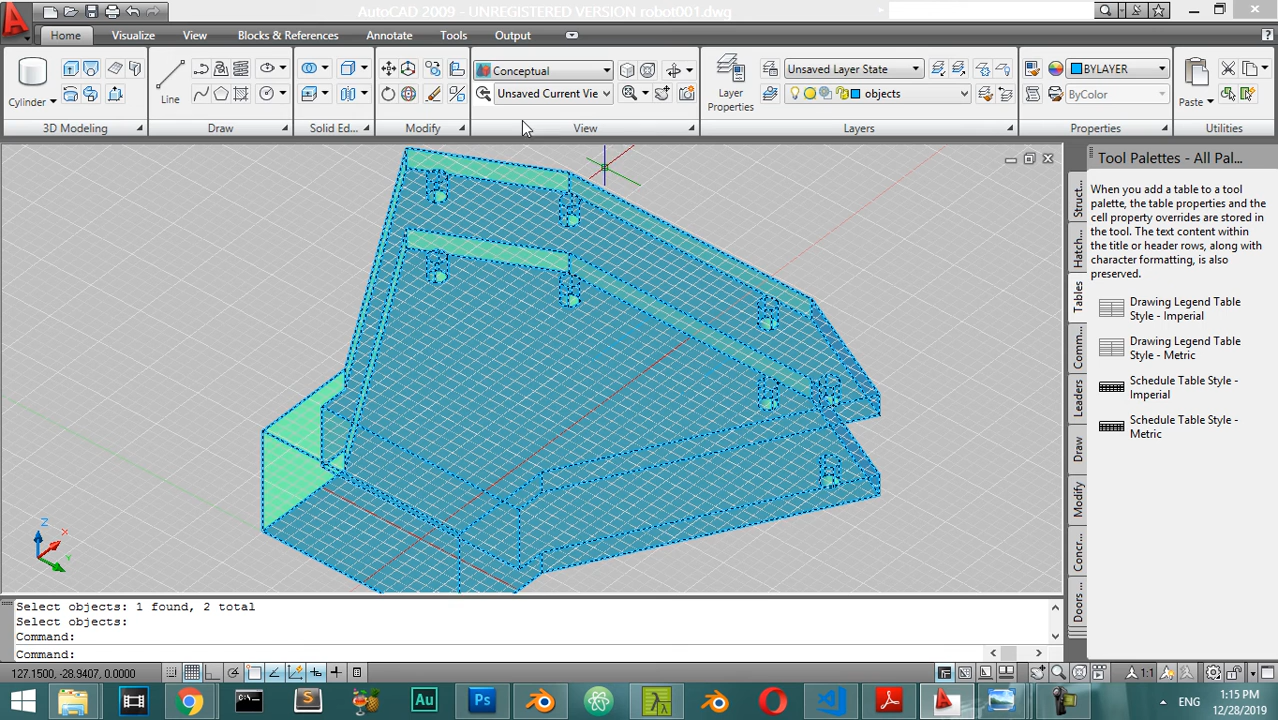 AutoCAD 2009 - UNREGISTERED VERSION robot001.dwg
Home Visualize View Blocks & References Annotate Tools Output
Cylinder Line Conceptual Unsaved Current Vie Layer Properties Unsaved Layer State objects BYLAYER ByColor Paste
3D Modeling Draw Solid Ed... Modify View Layers Properties Utilities
Tool Palettes - All Pal...
When you add a table to a tool
palette, the table properties and the
cell property overrides are stored in
the tool. The text content within
the title or header rows, along with
character formatting, is also
preserved.
Drawing Legend Table
Style - Imperial
Drawing Legend Table
Style - Metric
Schedule Table Style -
Imperial
Schedule Table Style -
Metric
Struct...
Hatch...
Tables
Comm...
Leaders
Draw
Modify
Concr...
Doors ...
Z
X
Y
Select objects: 1 found, 2 total
Select objects:
Command:
Command:
127.1500, -28.9407, 0.0000
1:1
Au Ps
1:15 PM
12/28/2019